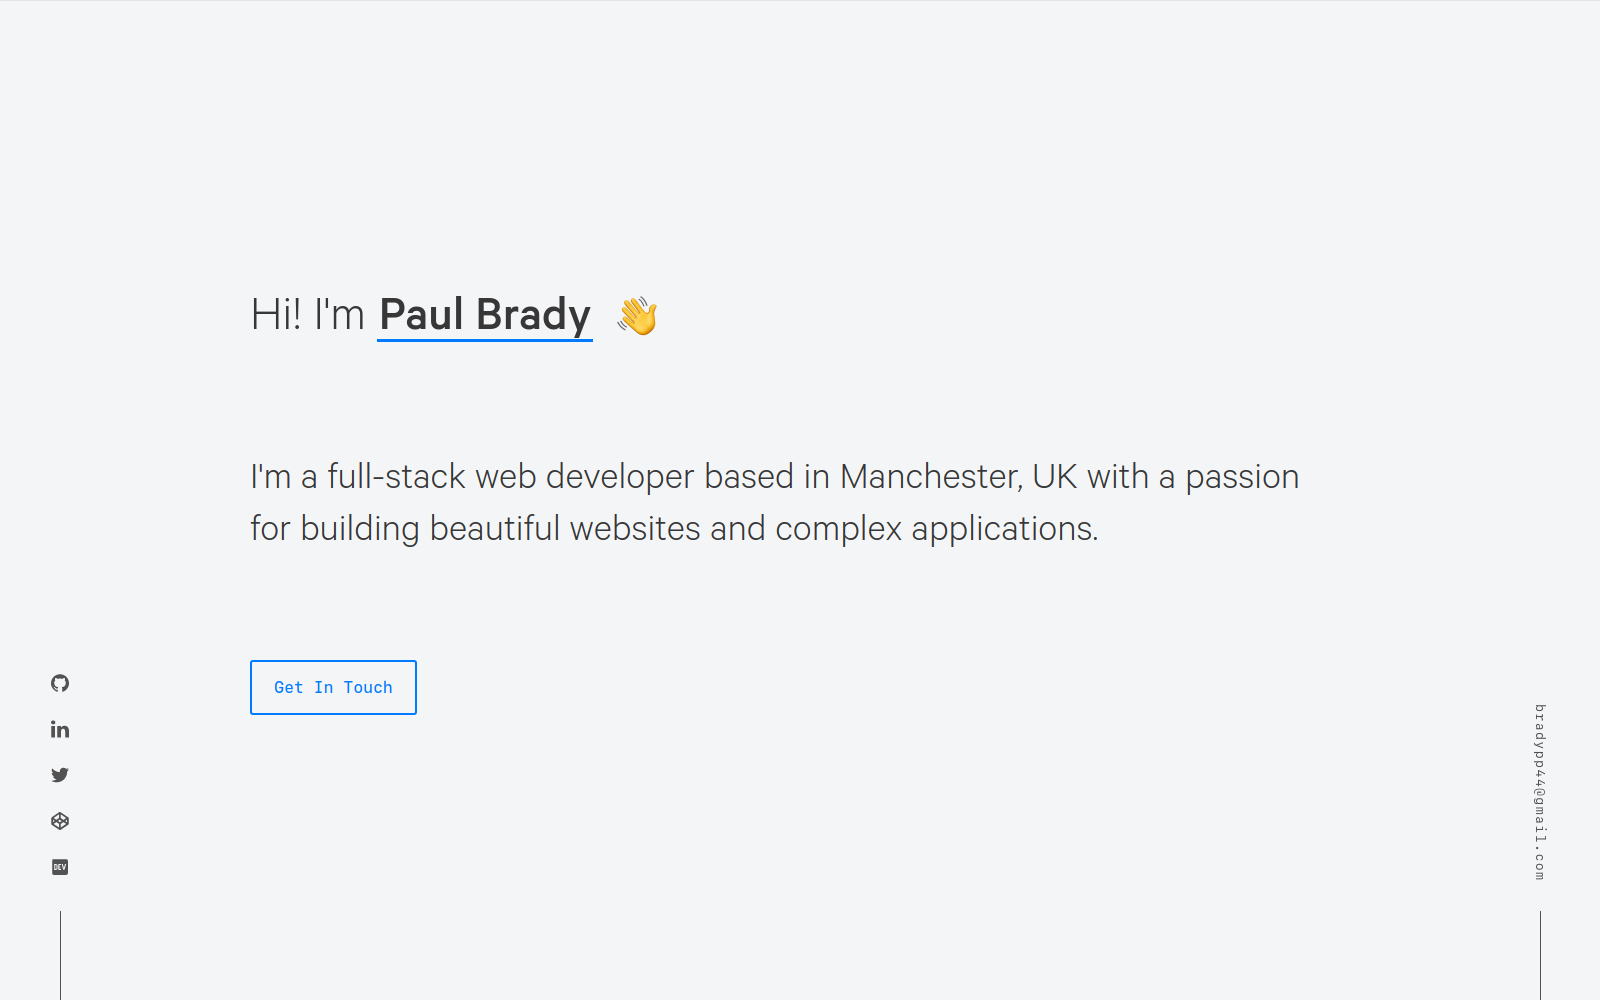 Hi! I'm Paul Brady 👋
I'm a full-stack web developer based in Manchester, UK with a passion
for building beautiful websites and complex applications.
Get In Touch
in
DEV
bradypp44@gmail.com